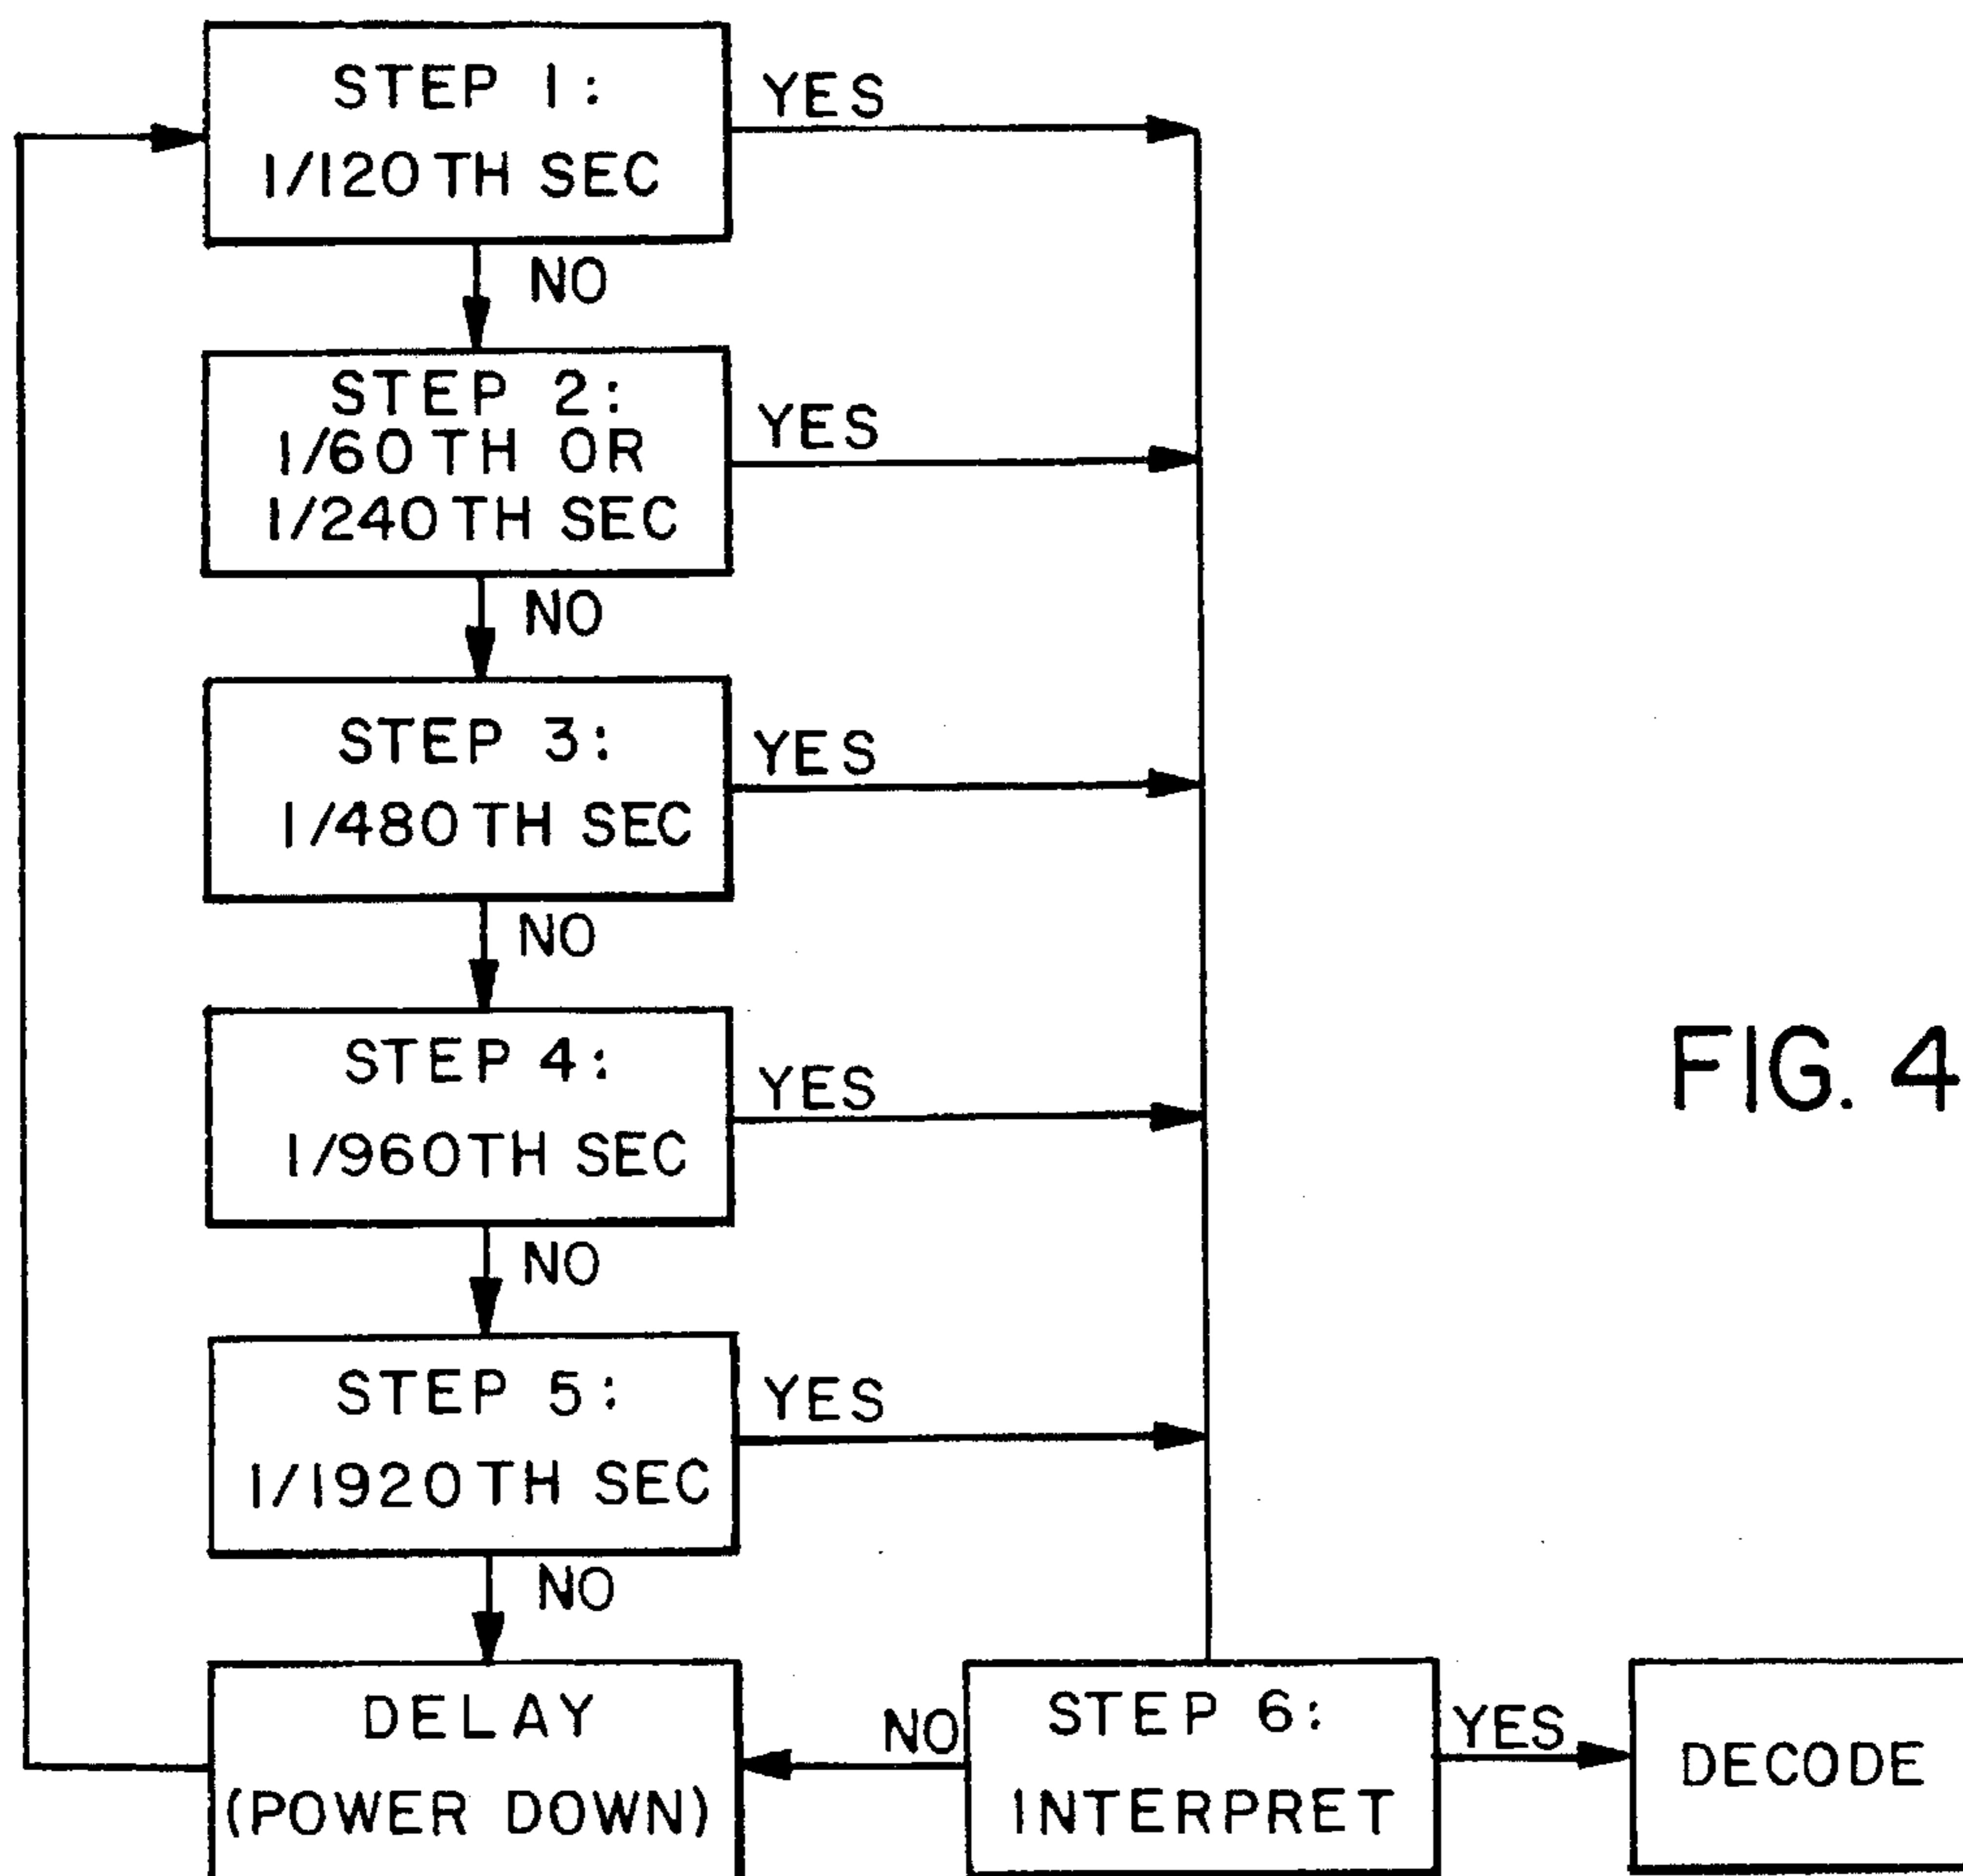 STEP 1:
1/120TH SEC
YES
NO
STEP 2:
1/60TH OR
1/240TH SEC
YES
NO
STEP 3:
1/480TH SEC
YES
NO
STEP 4:
1/960TH SEC
YES
NO
STEP 5:
1/1920TH SEC
YES
NO
DELAY
(POWER DOWN)
NO
STEP 6:
INTERPRET
YES
DECODE
FIG. 4